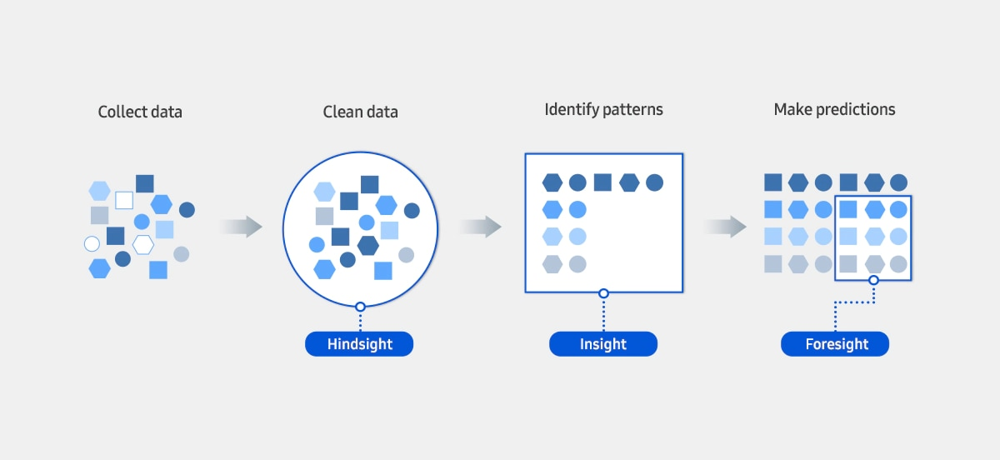 Collect data
Clean data
Identify patterns
Make predictions
Hindsight
Insight
Foresight